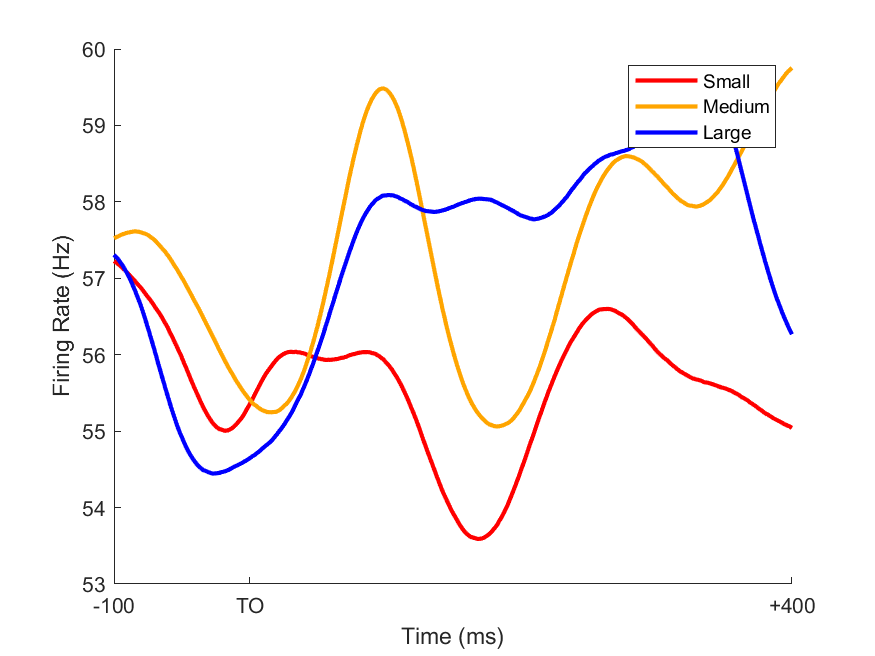 60
59
58
57
56
55
54
53
Firing Rate (Hz)
Small
Medium
Large
-100
TO
+400
Time (ms)